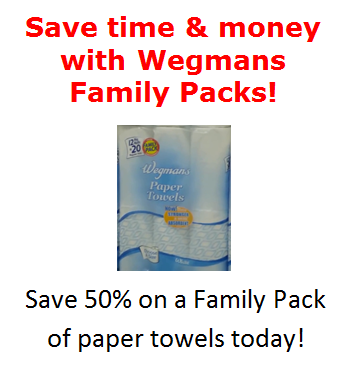 Save time & money
with Wegmans
Family Packs!
20
Wegmans
Paper
Towels
Save 50% on a Family Pack
of paper towels today!